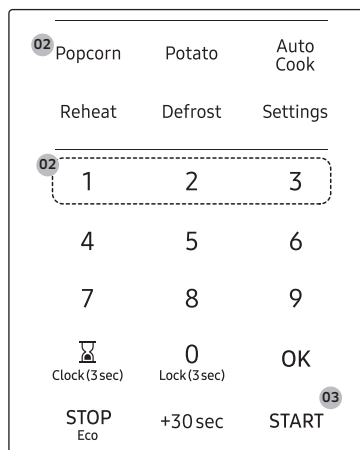 02 Popcorn Potato Auto Cook
Reheat Defrost Settings
02
1 2 3
4 5 6
7 8 9
0 OK
Clock(3 sec) Lock(3 sec)
03
STOP +30 sec START
Eco